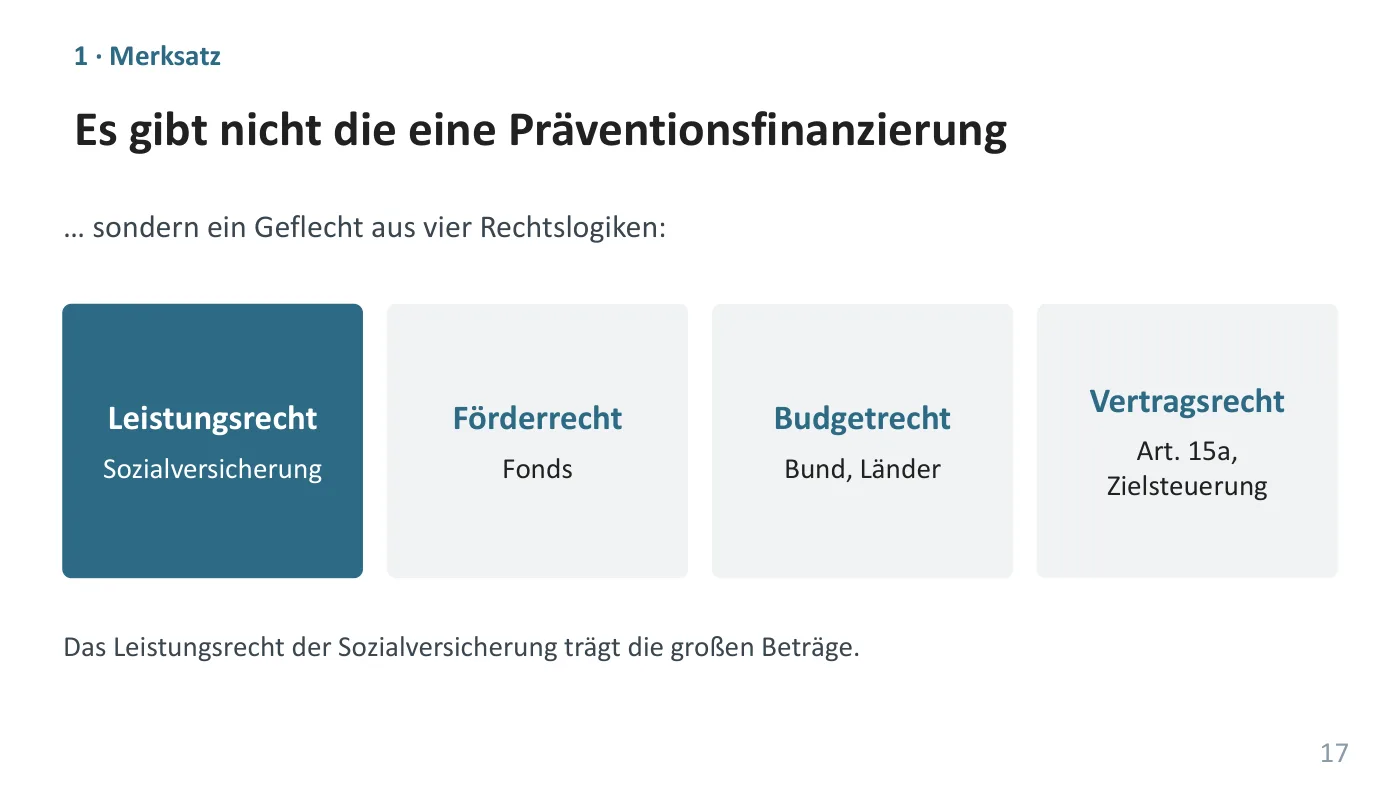 1 · Merksatz
Es gibt nicht die eine Präventionsfinanzierung
… sondern ein Geflecht aus vier Rechtslogiken:
Leistungsrecht
Sozialversicherung
Förderrecht
Fonds
Budgetrecht
Bund, Länder
Vertragsrecht
Art. 15a,
Zielsteuerung
Das Leistungsrecht der Sozialversicherung trägt die großen Beträge.
17